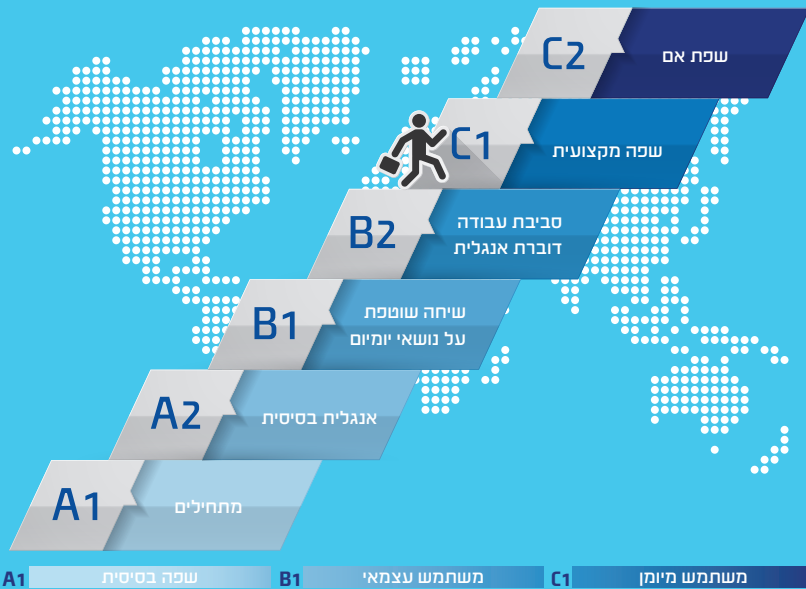 C2 שפת אם
C1 שפה מקצועית
B2 סביבת עבודה
דוברת אנגלית
B1 שיחה שוטפת
על נושאי יומיום
A2 אנגלית בסיסית
A1 מתחילים
A1 שפה בסיסית B1 משתמש עצמאי C1 משתמש מיומן